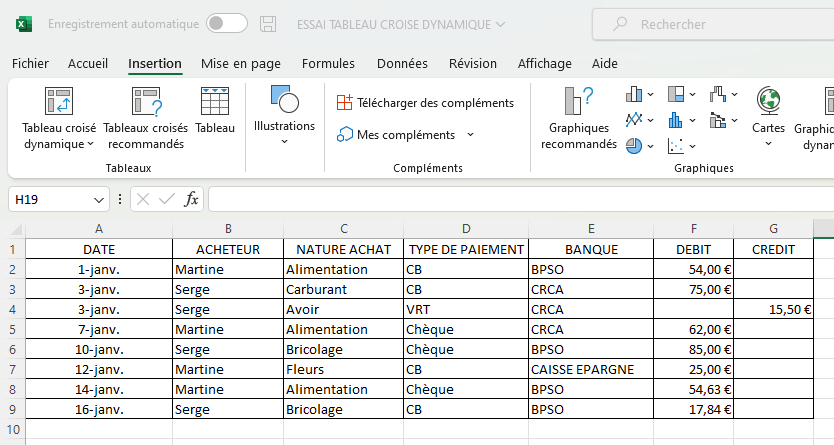 Enregistrement automatique ESSAI TABLEAU CROISE DYNAMIQUE Rechercher
Fichier Accueil Insertion Mise en page Formules Données Révision Affichage Aide
Tableau croisé dynamique
Tableaux croisés recommandés
Tableau
Tableaux
Illustrations
Télécharger des compléments
Mes compléments
Compléments
Graphiques recommandés
Graphiques
Cartes
H19 fx
A B C D E F G
1 DATE ACHETEUR NATURE ACHAT TYPE DE PAIEMENT BANQUE DEBIT CREDIT
2 1-janv. Martine Alimentation CB BPSO 54,00 €
3 3-janv. Serge Carburant CB CRCA 75,00 €
4 3-janv. Serge Avoir VRT CRCA 15,50 €
5 7-janv. Martine Alimentation Chèque CRCA 62,00 €
6 10-janv. Serge Bricolage Chèque BPSO 85,00 €
7 12-janv. Martine Fleurs CB CAISSE EPARGNE 25,00 €
8 14-janv. Martine Alimentation Chèque BPSO 54,63 €
9 16-janv. Serge Bricolage CB BPSO 17,84 €
10